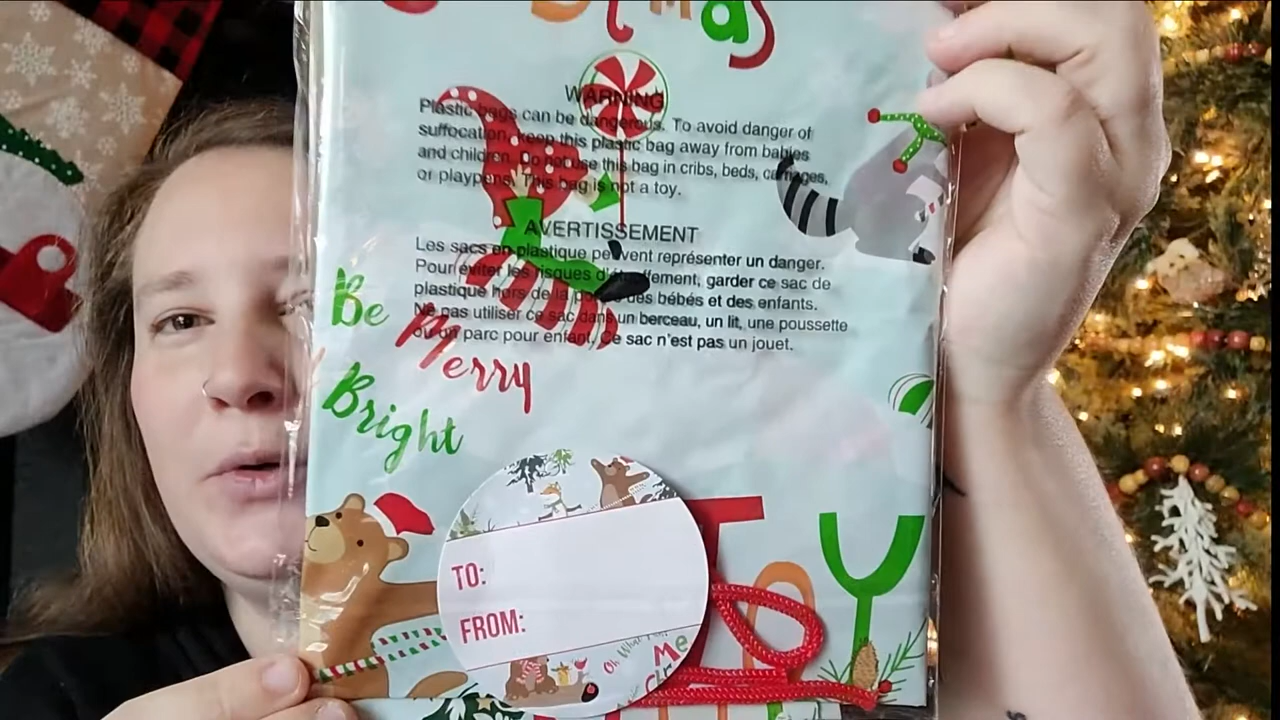 WARNING
Plastic bags can be dangerous. To avoid danger of
suffocation, keep this plastic bag away from babies
and children. Do not use this bag in cribs, beds, carriages,
or playpens. This bag is not a toy.
AVERTISSEMENT
Les sacs en plastique peuvent représenter un danger.
Pour éviter les risques d'étouffement, garder ce sac de
plastique hors de la portée des bébés et des enfants.
Ne pas utiliser ce sac dans un berceau, un lit, une poussette
ou un parc pour enfant. Ce sac n'est pas un jouet.
Be
Merry
Bright
TO:
FROM:
Oh What
Me